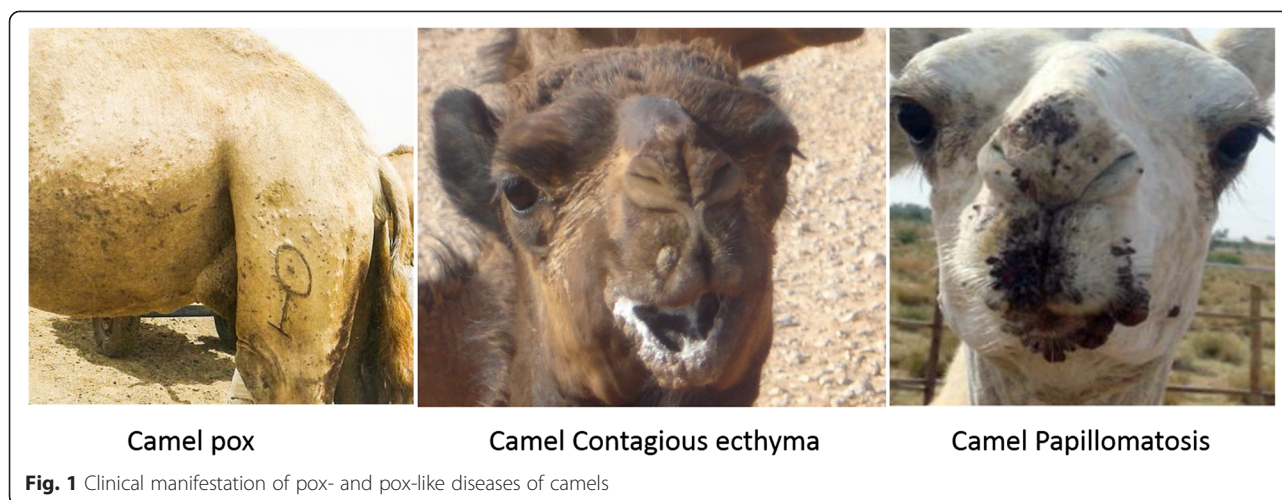 Camel pox
Camel Contagious ecthyma
Camel Papillomatosis
Fig. 1 Clinical manifestation of pox- and pox-like diseases of camels